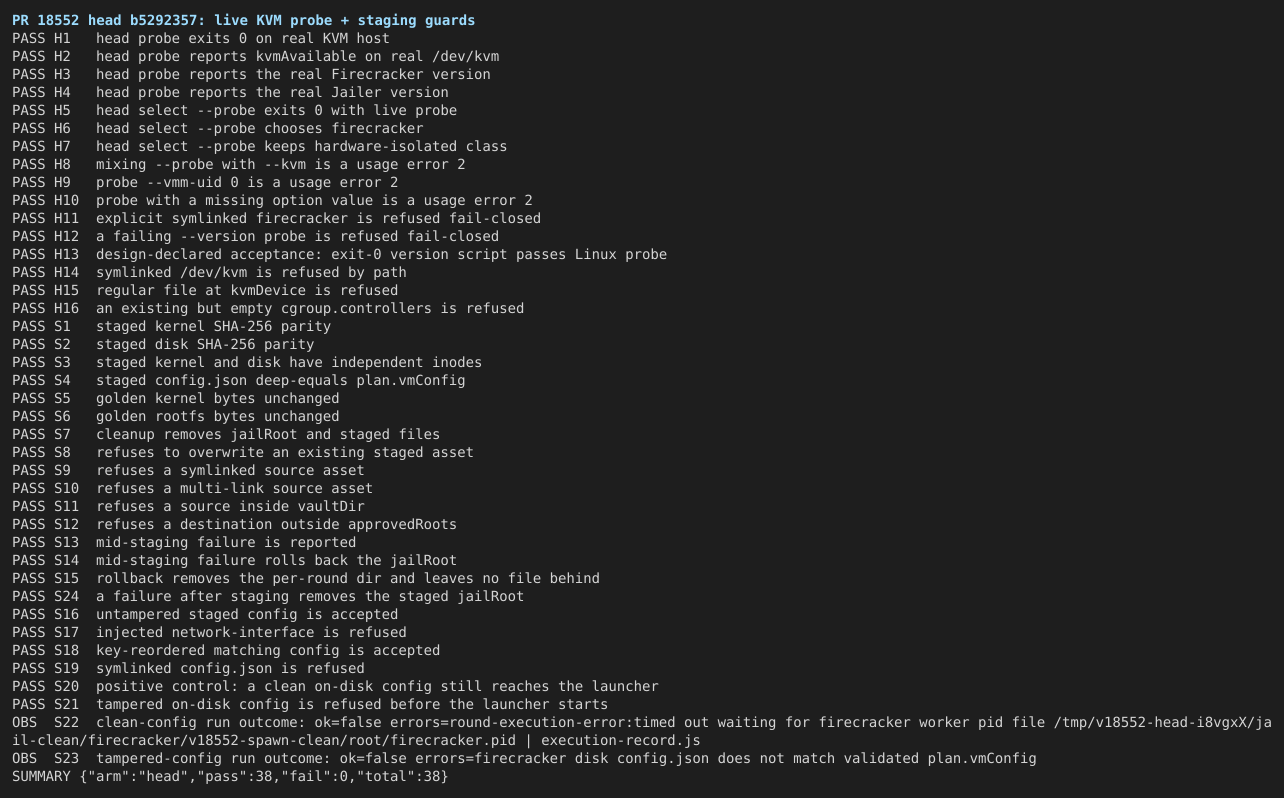 PR 18552 head b5292357: live KVM probe + staging guards
PASS H1   head probe exits 0 on real KVM host
PASS H2   head probe reports kvmAvailable on real /dev/kvm
PASS H3   head probe reports the real Firecracker version
PASS H4   head probe reports the real Jailer version
PASS H5   head select --probe exits 0 with live probe
PASS H6   head select --probe chooses firecracker
PASS H7   head select --probe keeps hardware-isolated class
PASS H8   mixing --probe with --kvm is a usage error 2
PASS H9   probe --vmm-uid 0 is a usage error 2
PASS H10  probe with a missing option value is a usage error 2
PASS H11  explicit symlinked firecracker is refused fail-closed
PASS H12  a failing --version probe is refused fail-closed
PASS H13  design-declared acceptance: exit-0 version script passes Linux probe
PASS H14  symlinked /dev/kvm is refused by path
PASS H15  regular file at kvmDevice is refused
PASS H16  an existing but empty cgroup.controllers is refused
PASS S1   staged kernel SHA-256 parity
PASS S2   staged disk SHA-256 parity
PASS S3   staged kernel and disk have independent inodes
PASS S4   staged config.json deep-equals plan.vmConfig
PASS S5   golden kernel bytes unchanged
PASS S6   golden rootfs bytes unchanged
PASS S7   cleanup removes jailRoot and staged files
PASS S8   refuses to overwrite an existing staged asset
PASS S9   refuses a symlinked source asset
PASS S10  refuses a multi-link source asset
PASS S11  refuses a source inside vaultDir
PASS S12  refuses a destination outside approvedRoots
PASS S13  mid-staging failure is reported
PASS S14  mid-staging failure rolls back the jailRoot
PASS S15  rollback removes the per-round dir and leaves no file behind
PASS S24  a failure after staging removes the staged jailRoot
PASS S16  untampered staged config is accepted
PASS S17  injected network-interface is refused
PASS S18  key-reordered matching config is accepted
PASS S19  symlinked config.json is refused
PASS S20  positive control: a clean on-disk config still reaches the launcher
PASS S21  tampered on-disk config is refused before the launcher starts
OBS  S22  clean-config run outcome: ok=false errors=round-execution-error:timed out waiting for firecracker worker pid file /tmp/v18552-head-i8vgxX/ja
il-clean/firecracker/v18552-spawn-clean/root/firecracker.pid | execution-record.js
OBS  S23  tampered-config run outcome: ok=false errors=firecracker disk config.json does not match validated plan.vmConfig
SUMMARY {"arm":"head","pass":38,"fail":0,"total":38}